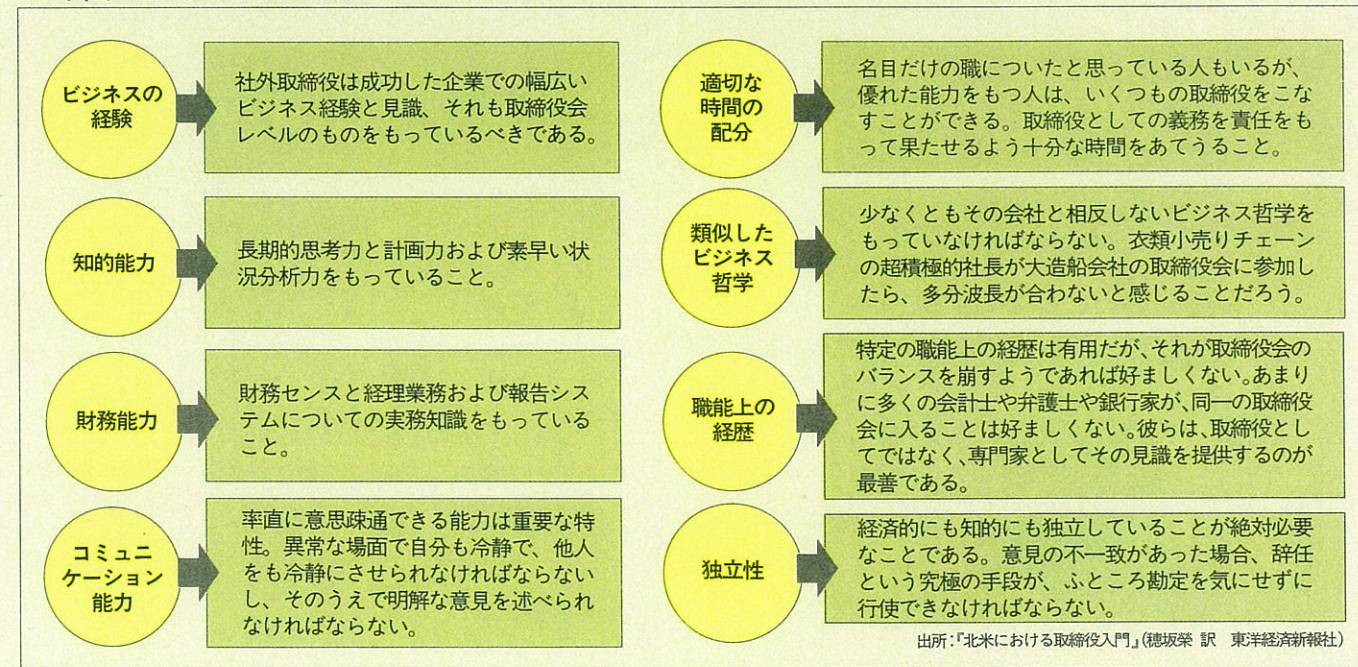 ビジネスの
経験
社外取締役は成功した企業での幅広い
ビジネス経験と見識、それも取締役会
レベルのものをもっているべきである。
知的能力
長期的思考力と計画力および素早い状
況分析力をもっていること。
財務能力
財務センスと経理業務および報告シス
テムについての実務知識をもっている
こと。
コミュニ
ケーション
能力
率直に意思疎通できる能力は重要な特
性。異常な場面で自分も冷静で、他人
をも冷静にさせられなければならない
し、そのうえで明解な意見を述べられ
なければならない。
適切な
時間の
配分
名目だけの職についたと思っている人もいるが、
優れた能力をもつ人は、いくつもの取締役をこな
すことができる。取締役としての義務を責任をも
って果たせるよう十分な時間をあてうること。
類似した
ビジネス
哲学
少なくともその会社と相反しないビジネス哲学を
もっていなければならない。衣類小売りチェーン
の超積極的社長が大造船会社の取締役会に参加し
たら、多分波長が合わないと感じることだろう。
職能上の
経歴
特定の職能上の経歴は有用だが、それが取締役会の
バランスを崩すようであれば好ましくない。あまり
に多くの会計士や弁護士や銀行家が、同一の取締役
会に入ることは好ましくない。彼らは、取締役とし
てではなく、専門家としてその見識を提供するのが
最善である。
独立性
経済的にも知的にも独立していることが絶対必要
なことである。意見の不一致があった場合、辞任
という究極の手段が、ふところ勘定を気にせずに
行使できなければならない。
出所：『北米における取締役入門』（穂坂榮 訳　東洋経済新報社）